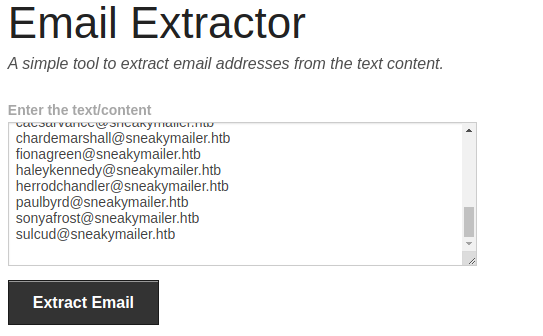 Email Extractor
A simple tool to extract email addresses from the text content.
Enter the text/content
caesarvance@sneakymailer.htb
chardemarshall@sneakymailer.htb
fionagreen@sneakymailer.htb
haleykennedy@sneakymailer.htb
herrodchandler@sneakymailer.htb
paulbyrd@sneakymailer.htb
sonyafrost@sneakymailer.htb
sulcud@sneakymailer.htb
Extract Email